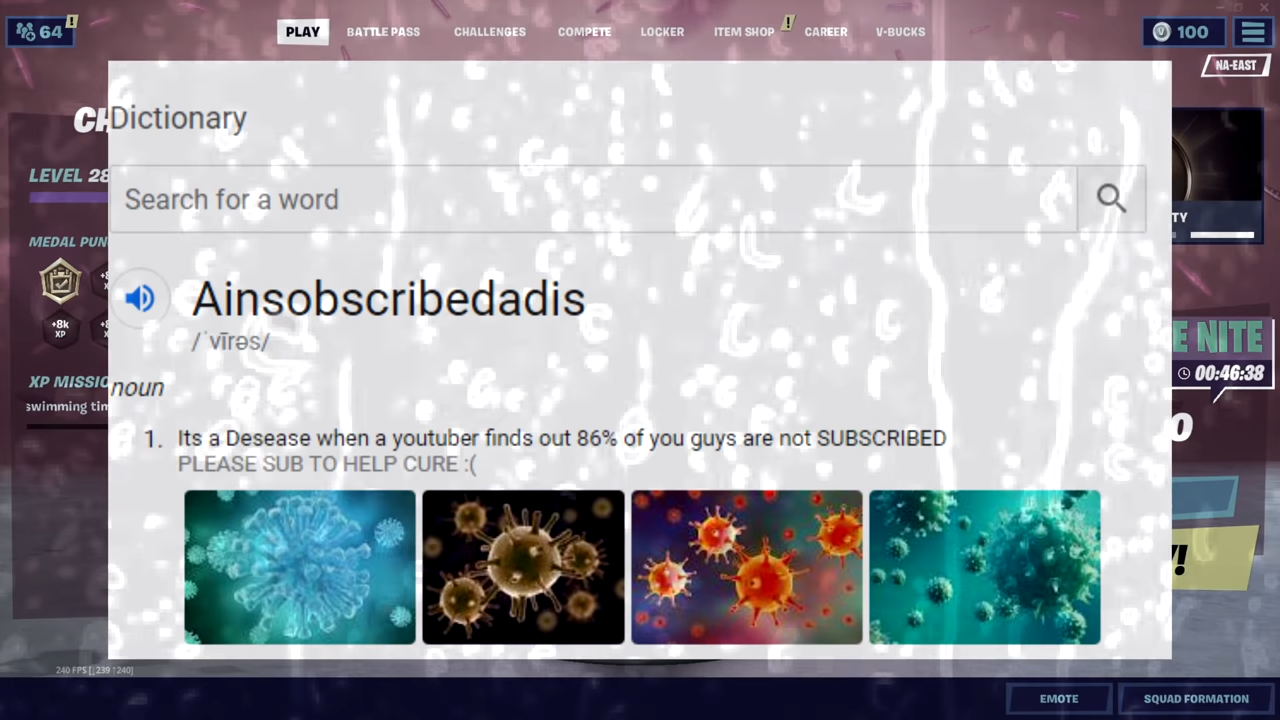 64
!
PLAY
BATTLE PASS
CHALLENGES
COMPETE
LOCKER
ITEM SHOP
!
CAREER
V-BUCKS
100
NA-EAST
Dictionary
Search for a word
LEVEL 28
MEDAL PUN
+8k
XP
XP MISSIO
swimming tim
Ainsobscribedadis
/ˈvīrəs/
noun
1. Its a Desease when a youtuber finds out 86% of you guys are not SUBSCRIBED
PLEASE SUB TO HELP CURE :(
TY
E NITE
00:46:38
O
!
240 FPS [↓239 ↑240]
EMOTE
SQUAD FORMATION